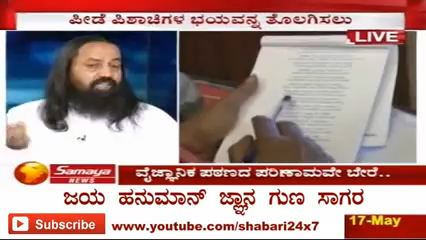 ಪೀಡೆ ಪಿಶಾಚಿಗಳ ಭಯವನ್ನ ತೊಲಗಿಸಲು
LIVE
Samaya
NEWS
ವೈಜ್ಞಾನಿಕ ಪಠಣದ ಪರಿಣಾಮವೇ ಬೇರೆ..
ಜಯ ಹನುಮಾನ್ ಜ್ಞಾನ ಗುಣ ಸಾಗರ
Subscribe
www.youtube.com/shabari24x7
17-May